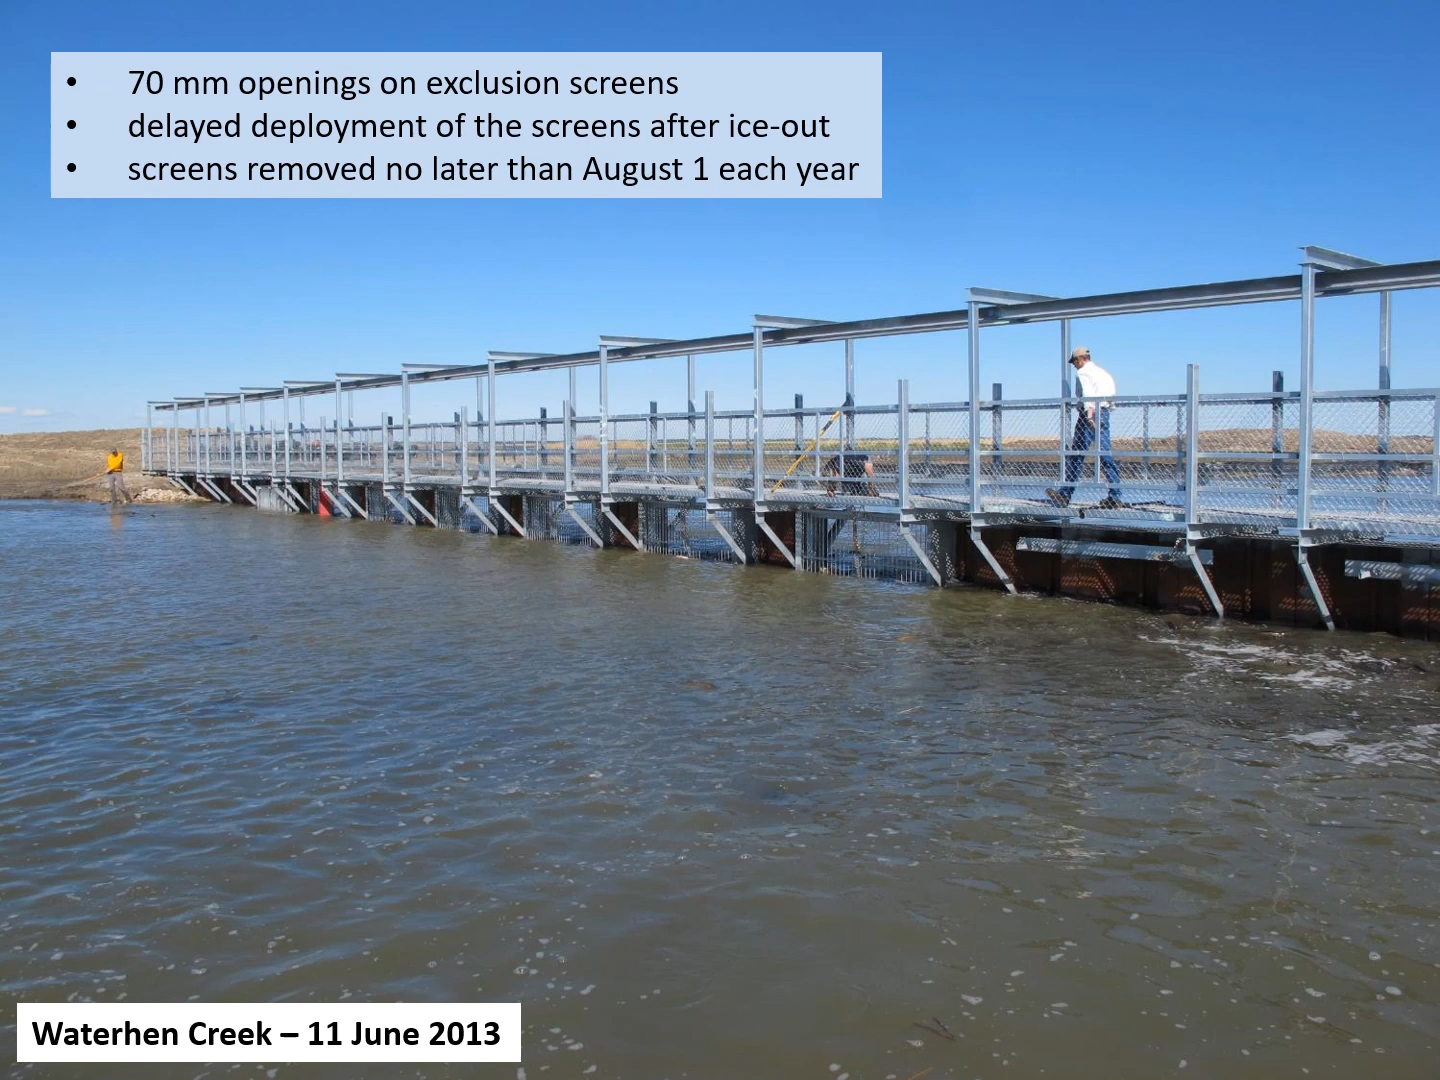 • 70 mm openings on exclusion screens
• delayed deployment of the screens after ice-out
• screens removed no later than August 1 each year
Waterhen Creek – 11 June 2013